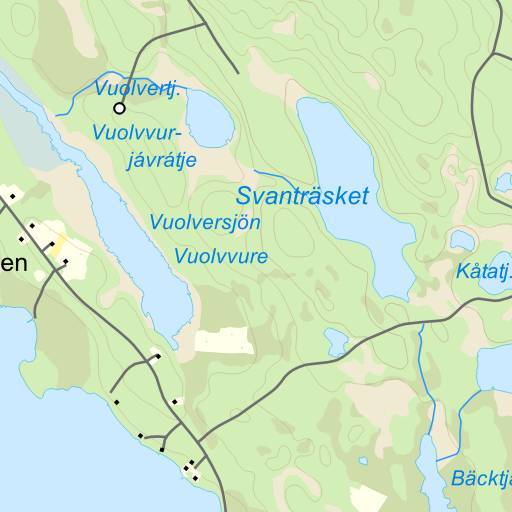 Vuolvertj.
Vuolvvur-
jávrátje
Svanträsket
Vuolversjön
Vuolvvure
en
Kåtatj.
Bäcktj